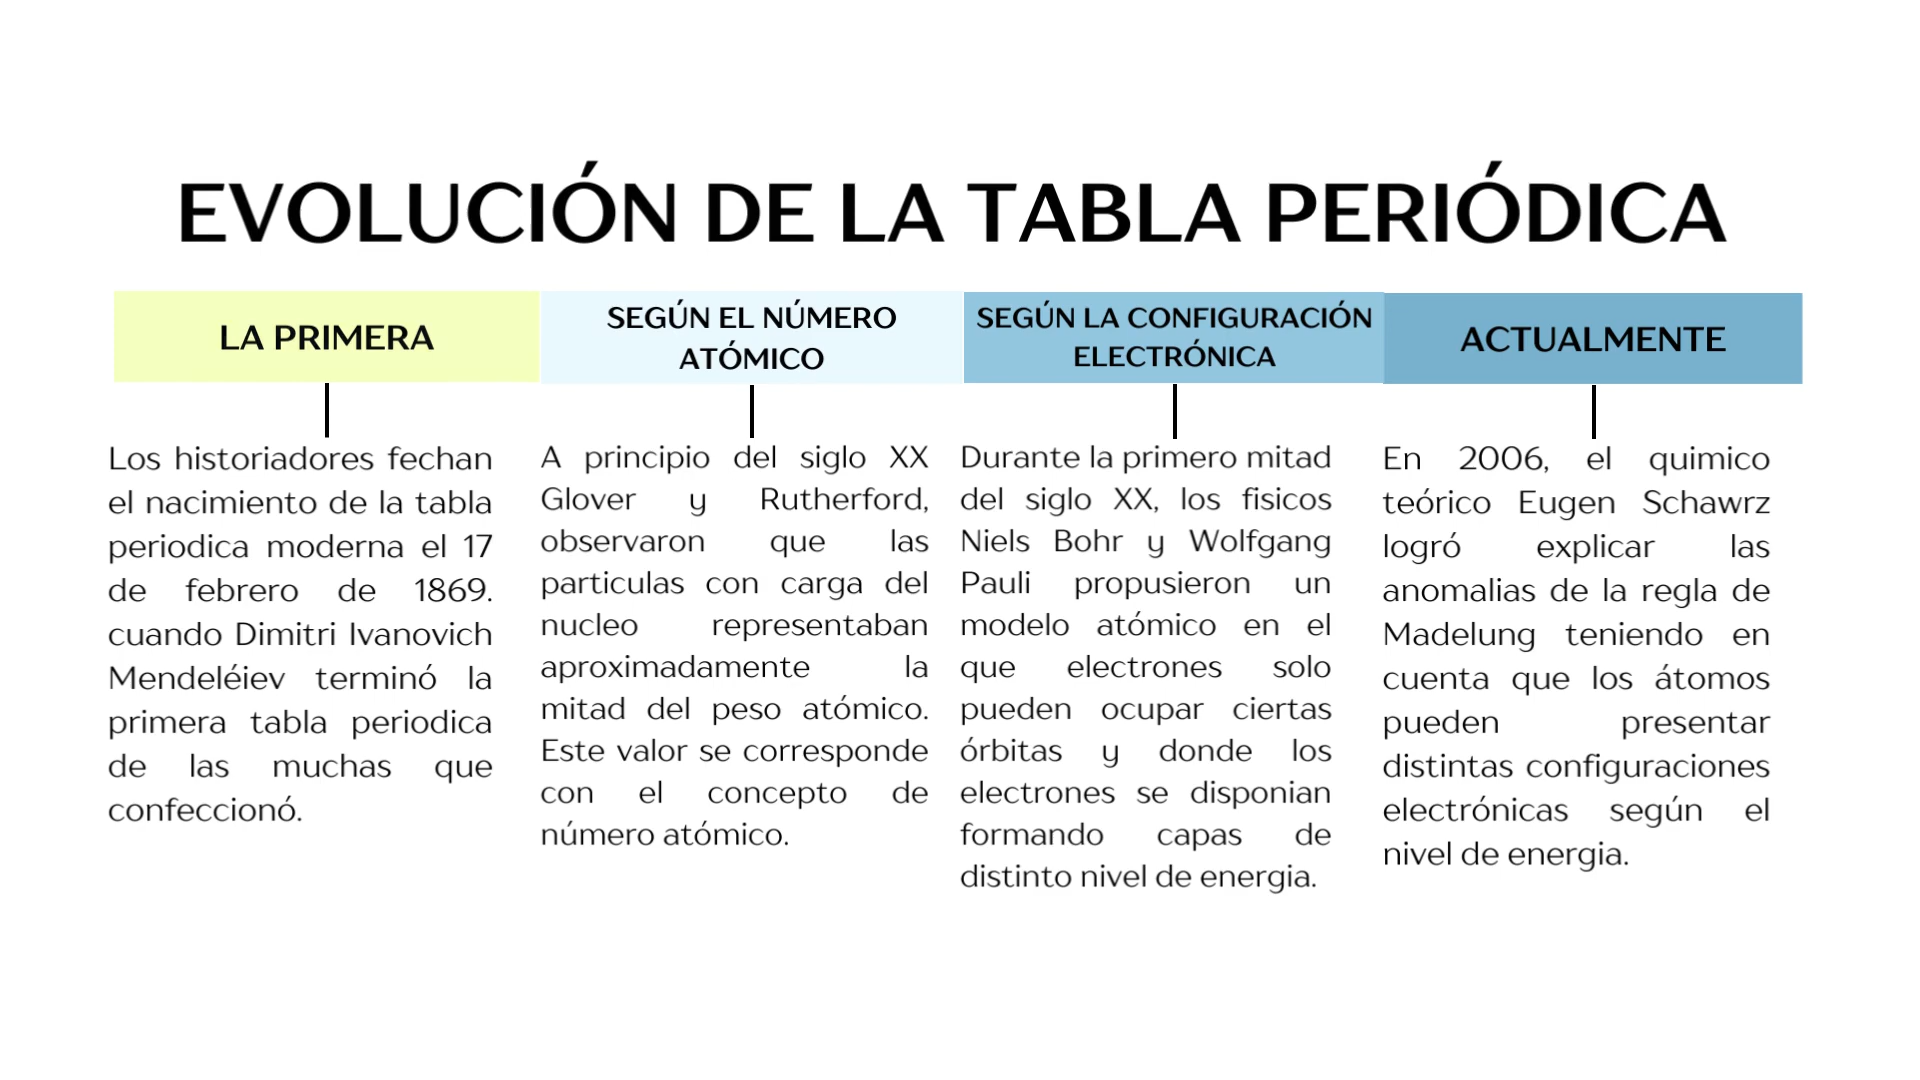 EVOLUCIÓN DE LA TABLA PERIÓDICA
LA PRIMERA
Los historiadores fechan
el nacimiento de la tabla
periodica moderna el 17
de febrero de 1869.
cuando Dimitri Ivanovich
Mendeléiev terminó la
primera tabla periodica
de las muchas que
confeccionó.
SEGÚN EL NÚMERO
ATÓMICO
A principio del siglo XX
Glover y Rutherford,
observaron que las
particulas con carga del
nucleo representaban
aproximadamente la
mitad del peso atómico.
Este valor se corresponde
con el concepto de
número atómico.
SEGÚN LA CONFIGURACIÓN
ELECTRÓNICA
Durante la primero mitad
del siglo XX, los fisicos
Niels Bohr y Wolfgang
Pauli propusieron un
modelo atómico en el
que electrones solo
pueden ocupar ciertas
órbitas y donde los
electrones se disponian
formando capas de
distinto nivel de energia.
ACTUALMENTE
En 2006, el quimico
teórico Eugen Schawrz
logró explicar las
anomalias de la regla de
Madelung teniendo en
cuenta que los átomos
pueden presentar
distintas configuraciones
electrónicas según el
nivel de energia.